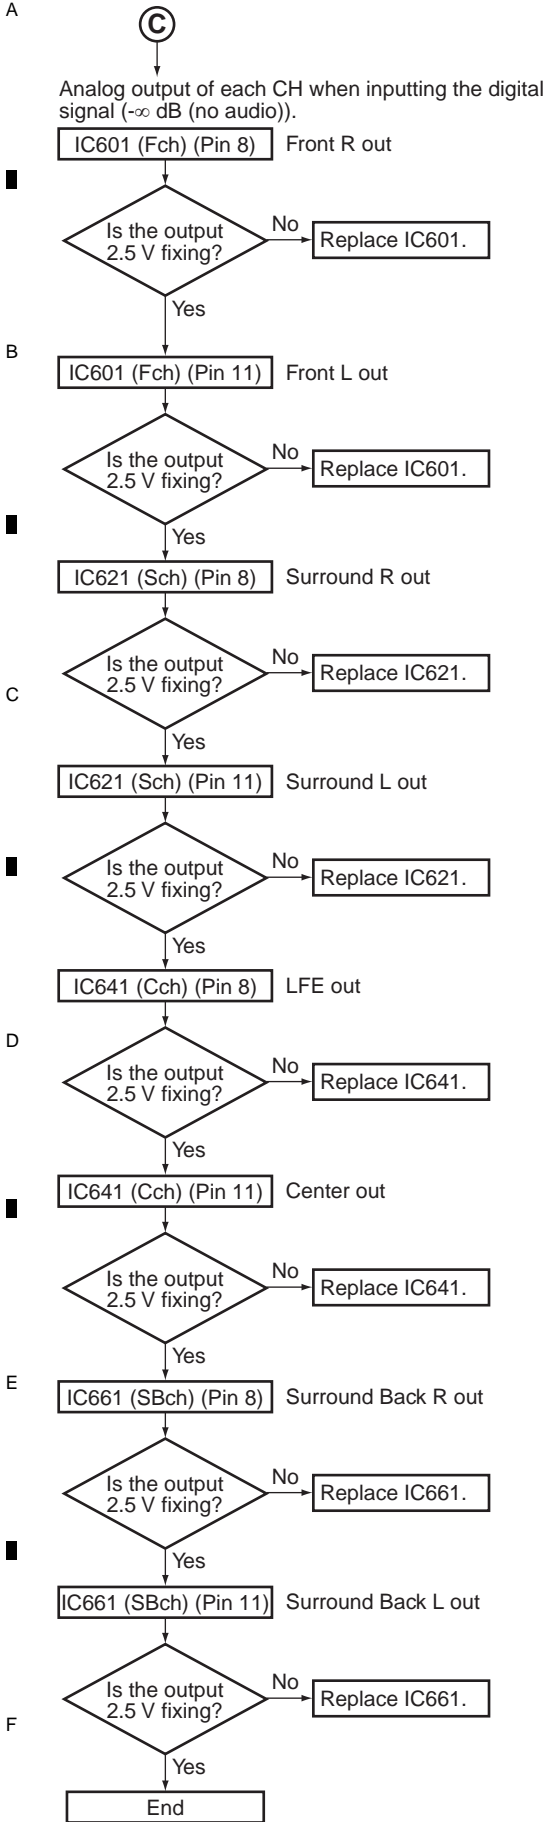 A
C
Analog output of each CH when inputting the digital
signal (-∞ dB (no audio)).
IC601 (Fch) (Pin 8)
Front R out
Is the output
2.5 V fixing?
No
Replace IC601.
Yes
B
IC601 (Fch) (Pin 11)
Front L out
Is the output
2.5 V fixing?
No
Replace IC601.
Yes
IC621 (Sch) (Pin 8)
Surround R out
Is the output
2.5 V fixing?
No
Replace IC621.
C
Yes
IC621 (Sch) (Pin 11)
Surround L out
Is the output
2.5 V fixing?
No
Replace IC621.
Yes
IC641 (Cch) (Pin 8)
LFE out
D
Is the output
2.5 V fixing?
No
Replace IC641.
Yes
IC641 (Cch) (Pin 11)
Center out
Is the output
2.5 V fixing?
No
Replace IC641.
Yes
E
IC661 (SBch) (Pin 8)
Surround Back R out
Is the output
2.5 V fixing?
No
Replace IC661.
Yes
IC661 (SBch) (Pin 11)
Surround Back L out
Is the output
2.5 V fixing?
No
Replace IC661.
F
Yes
End